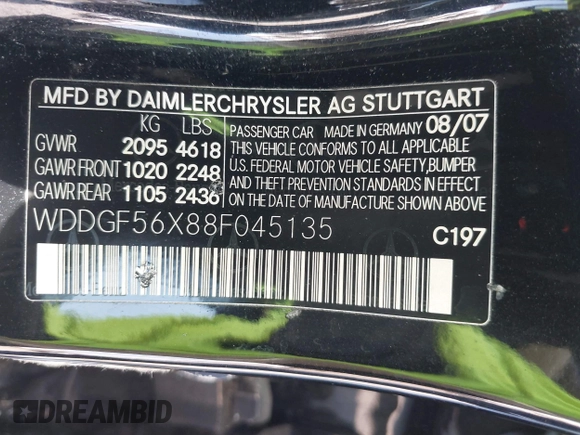 MFD BY DAIMLERCHRYSLER AG STUTTGART
KG LBS
GVWR 2095 4618
GAWR FRONT 1020 2248
GAWR REAR 1105 2436
PASSENGER CAR MADE IN GERMANY 08/07
THIS VEHICLE CONFORMS TO ALL APPLICABLE
U.S. FEDERAL MOTOR VEHICLE SAFETY, BUMPER
AND THEFT PREVENTION STANDARDS IN EFFECT
ON THE DATE OF MANUFACTURE SHOWN ABOVE.
WDDGF56X88F045135
C197
DREAMBID